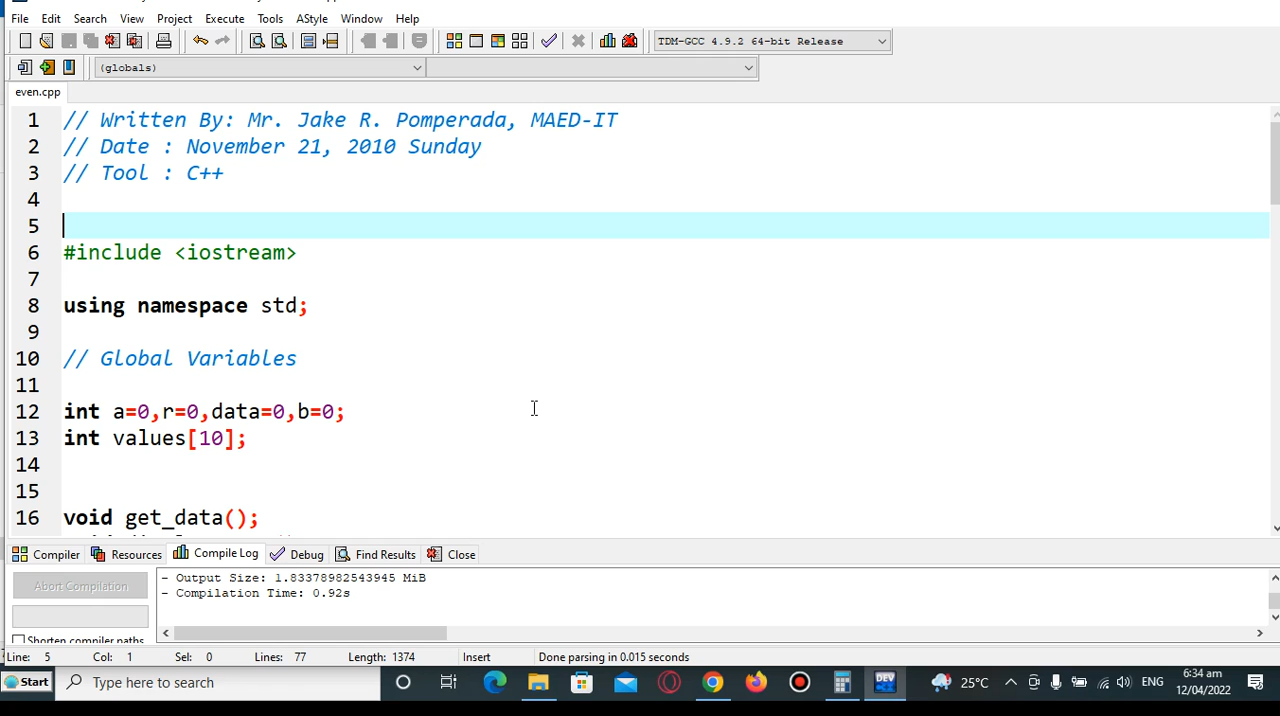 File Edit Search View Project Execute Tools AStyle Window Help
TDM-GCC 4.9.2 64-bit Release
(globals)
even.cpp
1 // Written By: Mr. Jake R. Pomperada, MAED-IT
2 // Date : November 21, 2010 Sunday
3 // Tool : C++
4
5
6 #include <iostream>
7
8 using namespace std;
9
10 // Global Variables
11
12 int a=0,r=0,data=0,b=0;
13 int values[10];
14
15
16 void get_data();
Compiler Resources Compile Log Debug Find Results Close
Abort Compilation
- Output Size: 1.83378982543945 MiB
- Compilation Time: 0.92s
Shorten compiler paths
Line: 5 Col: 1 Sel: 0 Lines: 77 Length: 1374 Insert Done parsing in 0.015 seconds
Start Type here to search DEV 25°C ENG 6:34 am
12/04/2022